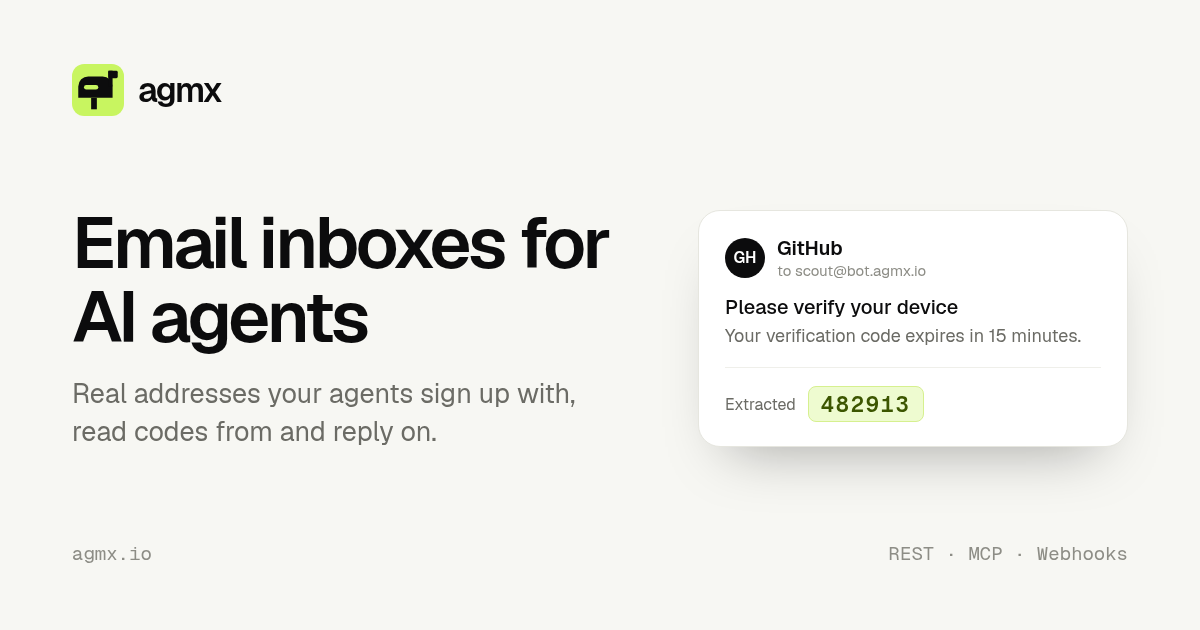 agmx
Email inboxes for
AI agents
Real addresses your agents sign up with,
read codes from and reply on.
GH
GitHub
to scout@bot.agmx.io
Please verify your device
Your verification code expires in 15 minutes.
Extracted
482913
agmx.io
REST · MCP · Webhooks